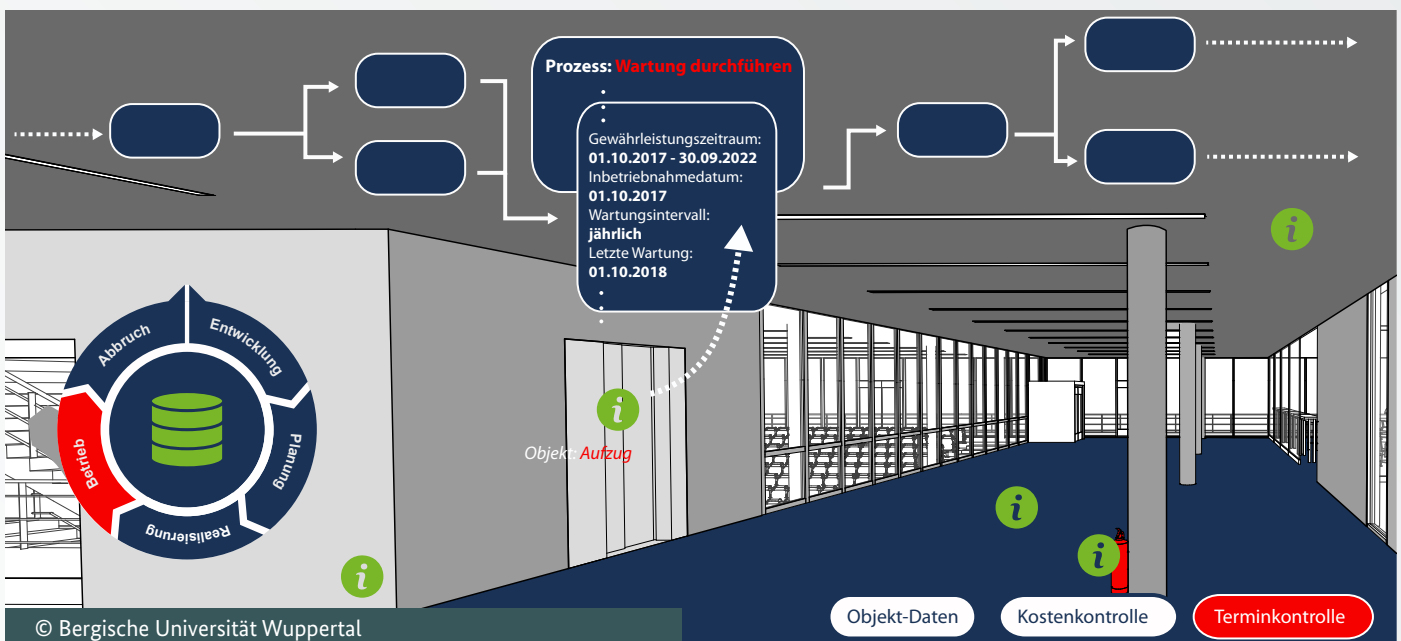 Prozess: Wartung durchführen
Gewährleistungszeitraum:
01.10.2017 - 30.09.2022
Inbetriebnahmedatum:
01.10.2017
Wartungsintervall:
jährlich
Letzte Wartung:
01.10.2018
Abbruch
Entwicklung
Planung
Realisierung
Betrieb
i
i
i
i
i
Objekt: Aufzug
Objekt-Daten
Kostenkontrolle
Terminkontrolle
© Bergische Universität Wuppertal